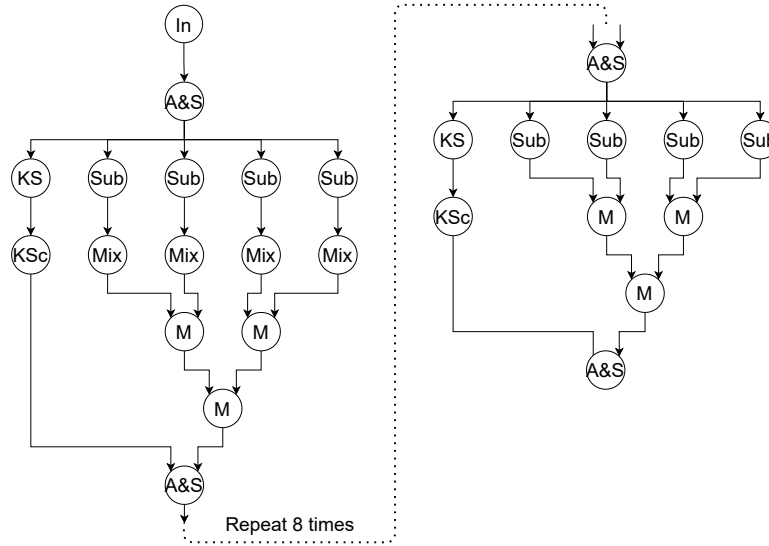 In
A&S
KS Sub Sub Sub Sub
KSc Mix Mix Mix Mix
M M
M
A&S
Repeat 8 times
A&S
KS Sub Sub Sub Sub
KSc M M
M
A&S